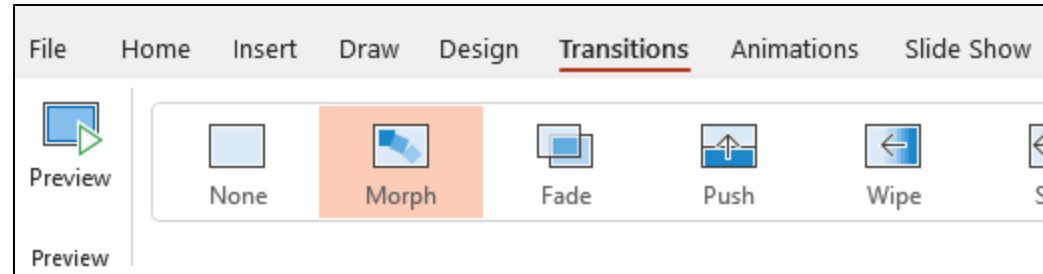 File Home Insert Draw Design Transitions Animations Slide Show
Preview None Morph Fade Push Wipe
Preview